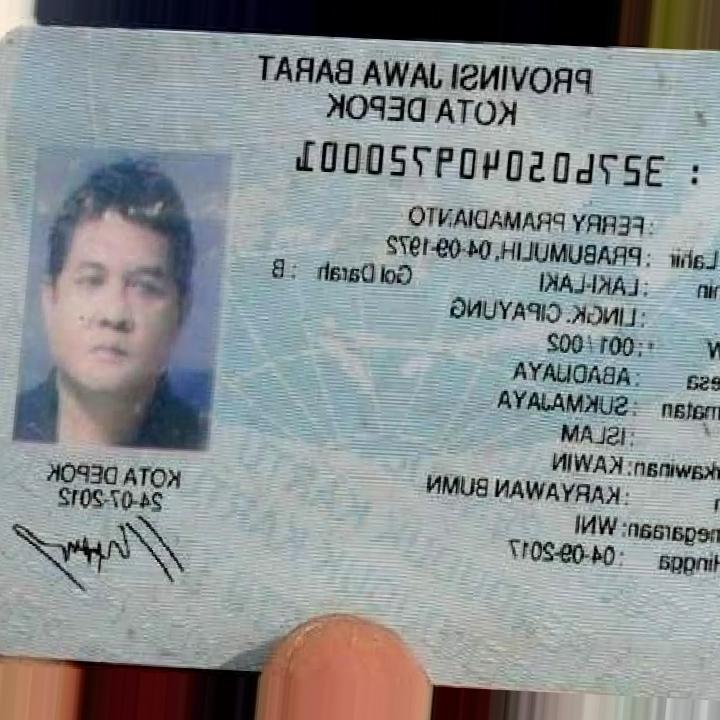 PROVINSI JAWA BARAT
KOTA DEPOK
: 3276050409720001
: FERRY PRAMADIANTO
Lahir : PRABUMULIH, 04-09-1972
min : LAKI-LAKI Gol Darah : B
: LINGK. CIPAYUNG
W : 001 / 002
esa : ABADIJAYA
matan : SUKMAJAYA
: ISLAM
rkawinan: KAWIN
: KARYAWAN BUMN
negaraan: WNI
Hingga : 04-09-2017
KOTA DEPOK
24-07-2012